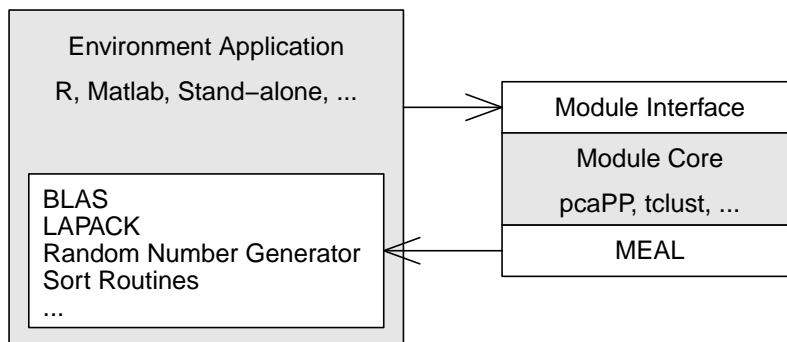 Environment Application
R, Matlab, Stand−alone, ...
BLAS
LAPACK
Random Number Generator
Sort Routines
...
Module Interface
Module Core
pcaPP, tclust, ...
MEAL